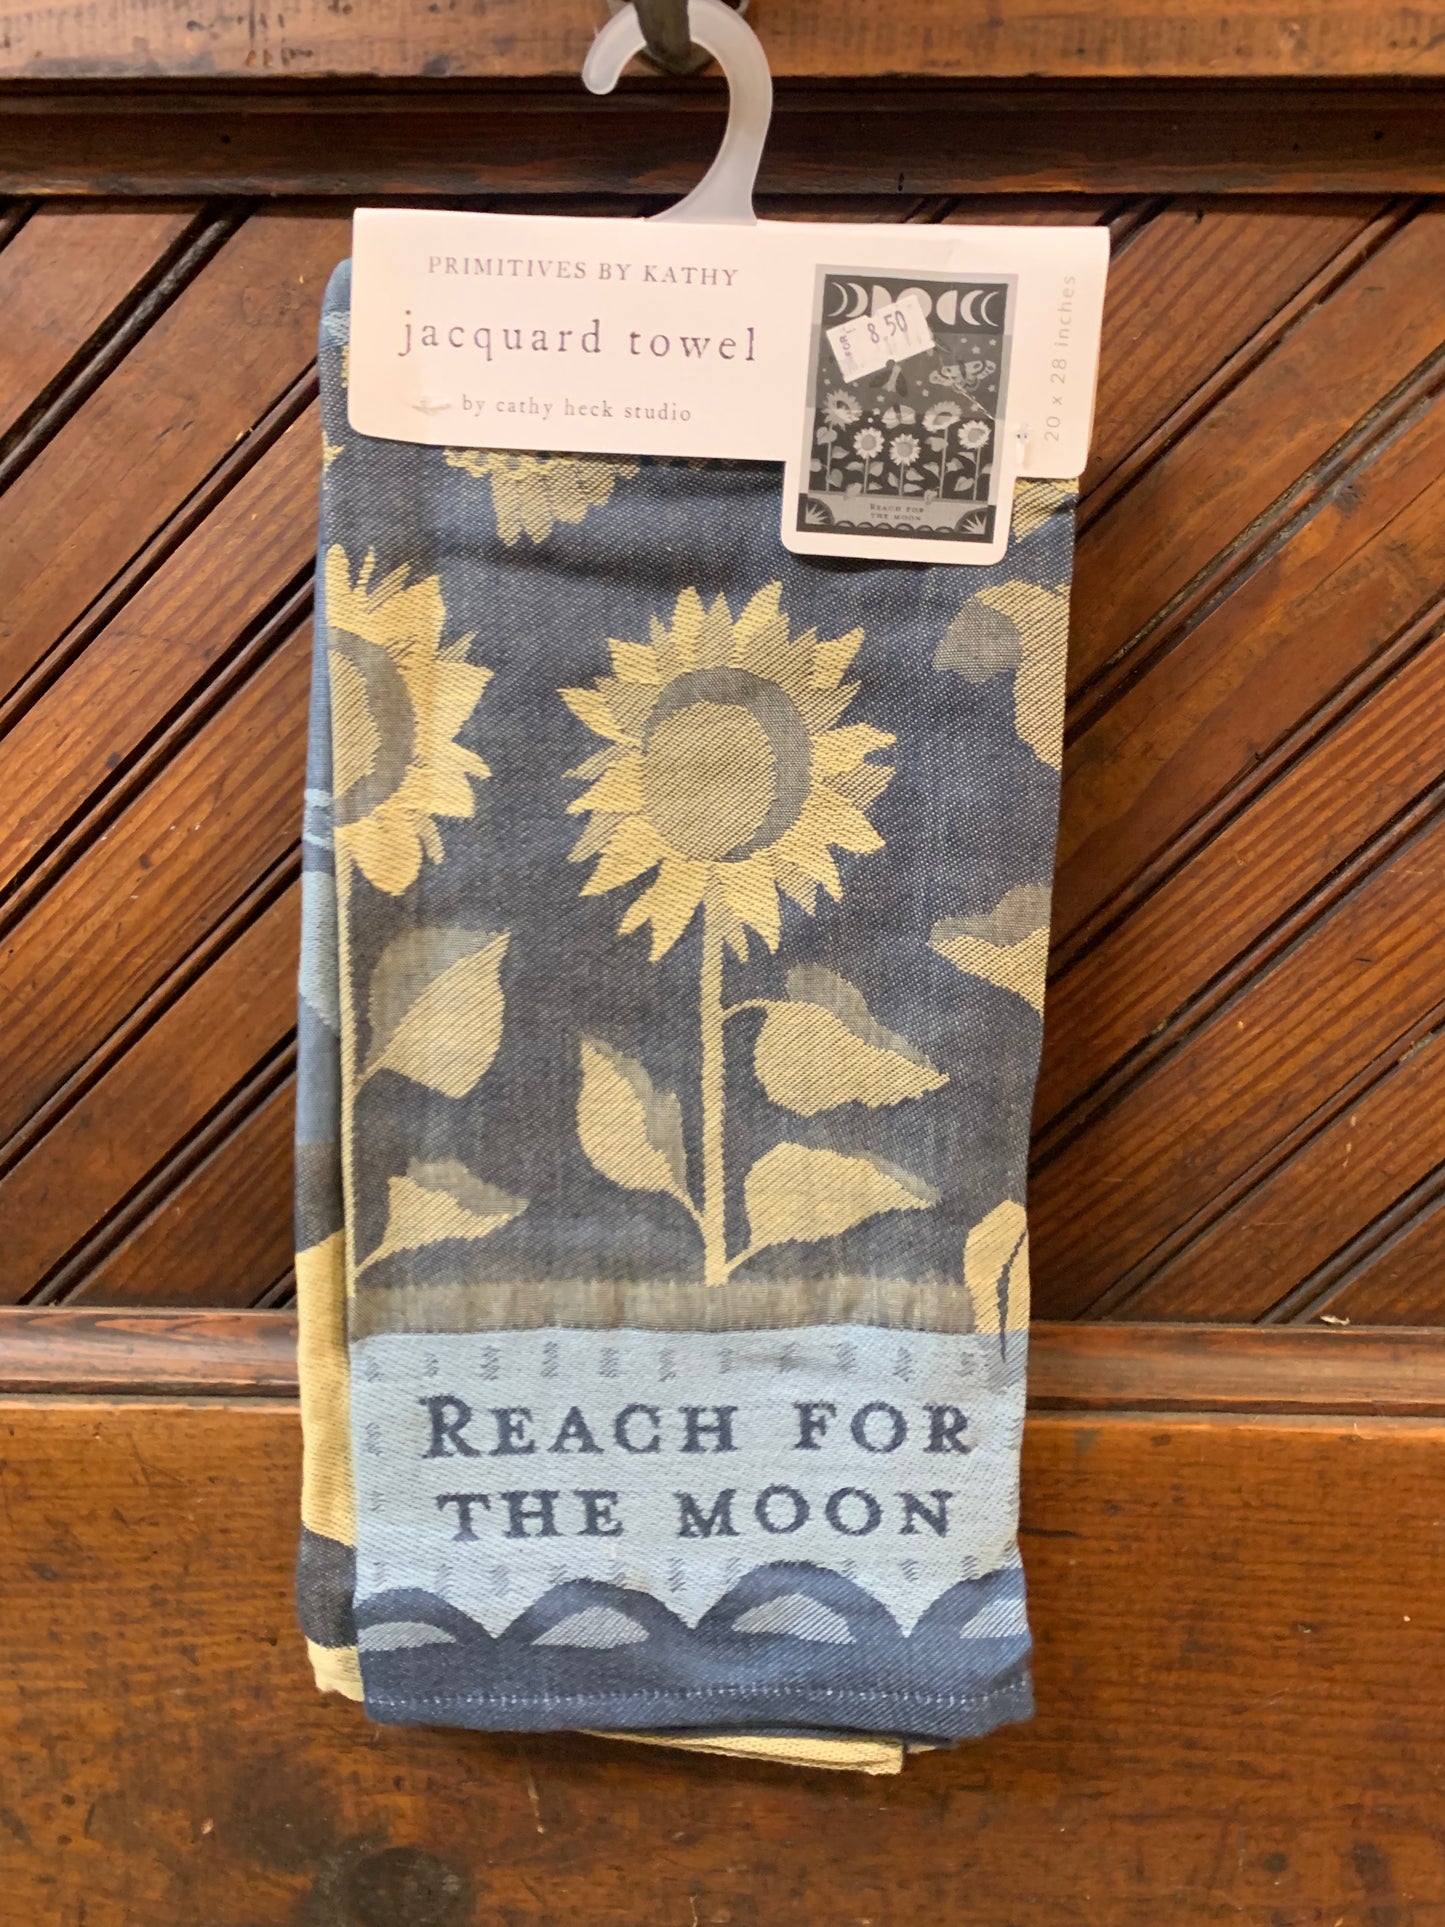 PRIMITIVES BY KATHY
jacquard towel
by cathy heck studio
8.50
20 x 28 inches
REACH FOR
THE MOON
REACH FOR
THE MOON